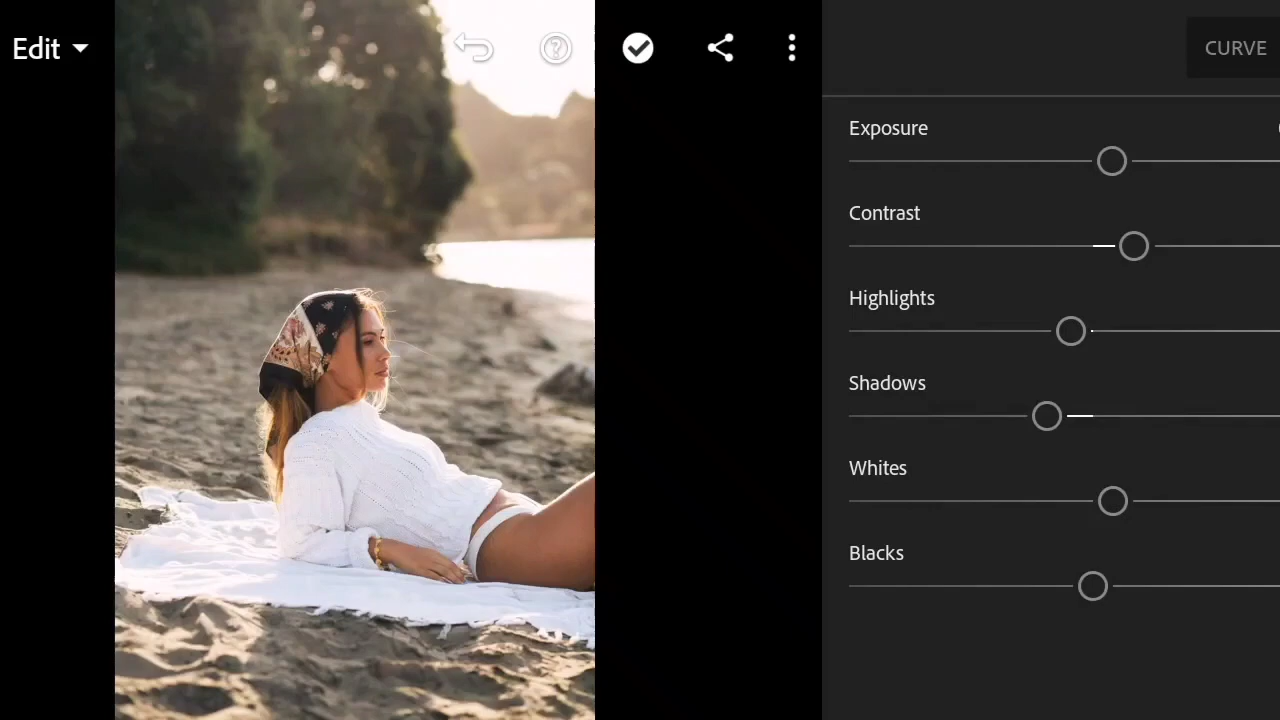 Edit
CURVE
Exposure
Contrast
Highlights
Shadows
Whites
Blacks